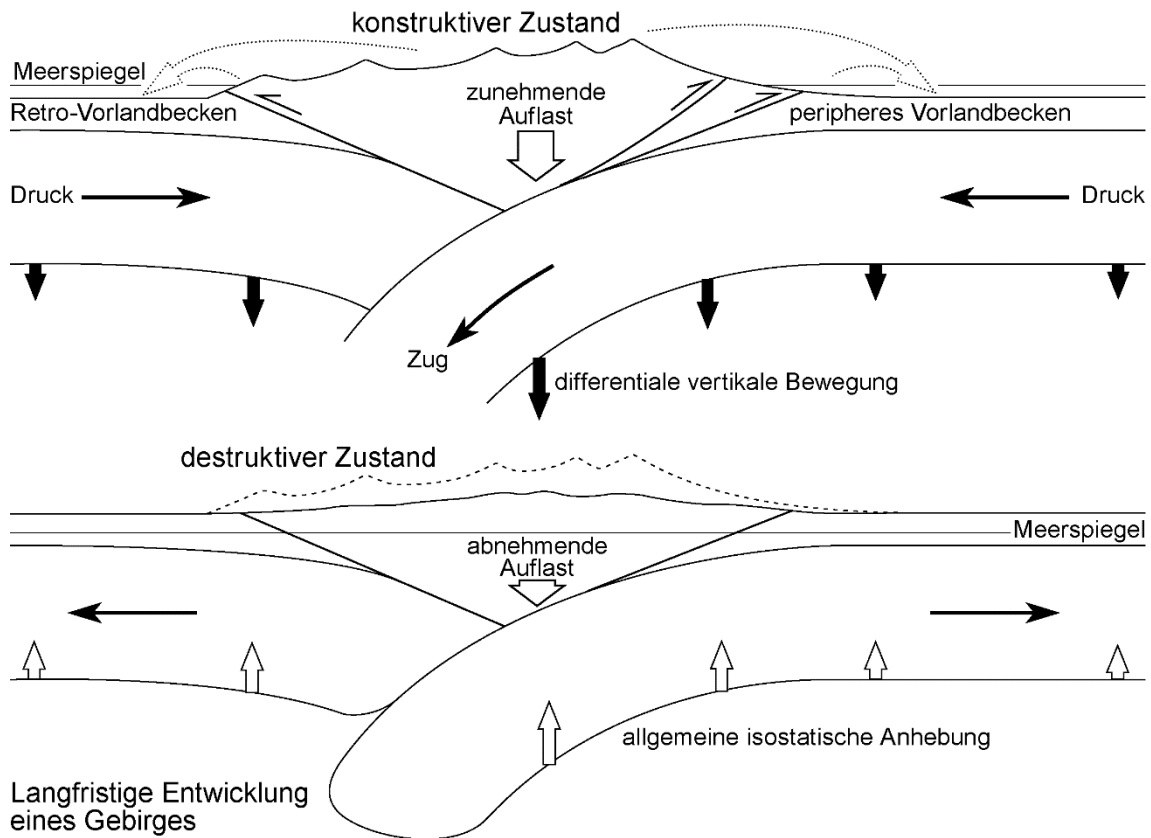 konstruktiver Zustand
Meerspiegel
zunehmende
Auflast
Retro-Vorlandbecken
peripheres Vorlandbecken
Druck
Druck
Zug
differentiale vertikale Bewegung
destruktiver Zustand
Meerspiegel
abnehmende
Auflast
allgemeine isostatische Anhebung
Langfristige Entwicklung
eines Gebirges